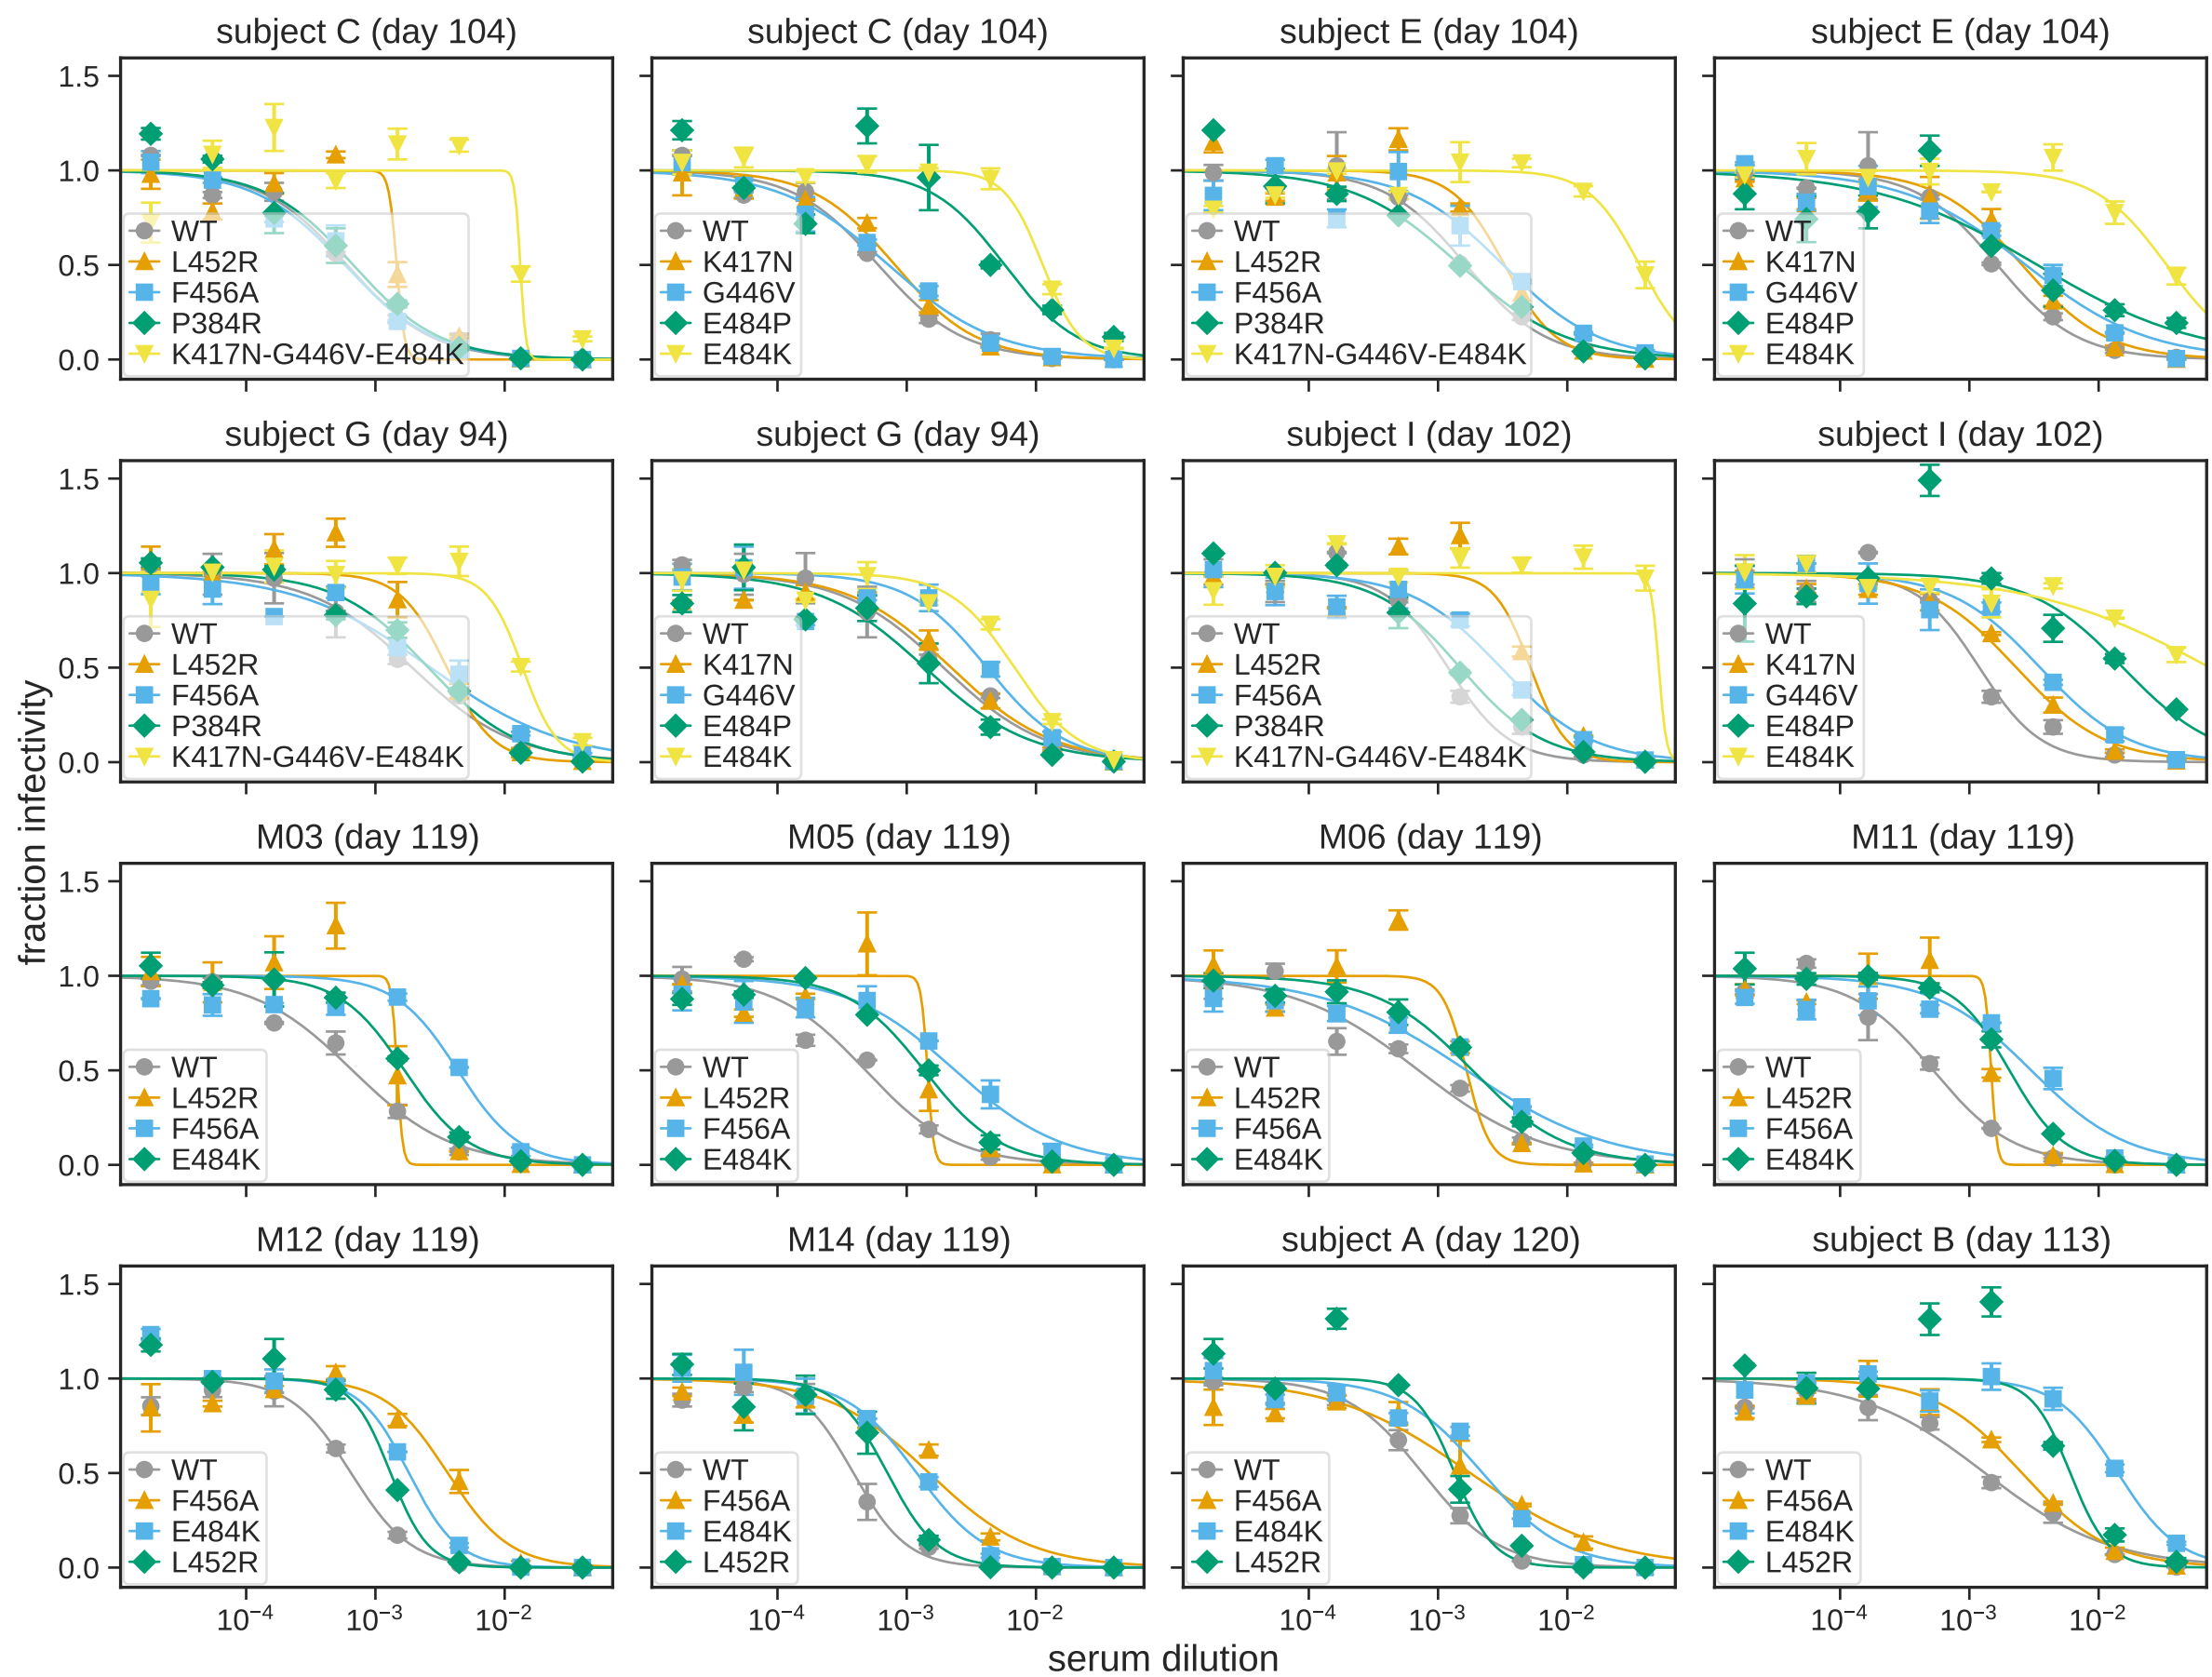 subject C (day 104)
subject C (day 104)
subject E (day 104)
subject E (day 104)
1.5
1.0
0.5
0.0
WT
L452R
F456A
P384R
K417N-G446V-E484K
WT
K417N
G446V
E484P
E484K
WT
L452R
F456A
P384R
K417N-G446V-E484K
WT
K417N
G446V
E484P
E484K
subject G (day 94)
subject G (day 94)
subject I (day 102)
subject I (day 102)
1.5
1.0
0.5
0.0
WT
L452R
F456A
P384R
K417N-G446V-E484K
WT
K417N
G446V
E484P
E484K
WT
L452R
F456A
P384R
K417N-G446V-E484K
WT
K417N
G446V
E484P
E484K
fraction infectivity
M03 (day 119)
M05 (day 119)
M06 (day 119)
M11 (day 119)
1.5
1.0
0.5
0.0
WT
L452R
F456A
E484K
WT
L452R
F456A
E484K
WT
L452R
F456A
E484K
WT
L452R
F456A
E484K
M12 (day 119)
M14 (day 119)
subject A (day 120)
subject B (day 113)
1.5
1.0
0.5
0.0
WT
F456A
E484K
L452R
WT
F456A
E484K
L452R
WT
F456A
E484K
L452R
WT
F456A
E484K
L452R
10⁻⁴ 10⁻³ 10⁻²
10⁻⁴ 10⁻³ 10⁻²
10⁻⁴ 10⁻³ 10⁻²
10⁻⁴ 10⁻³ 10⁻²
serum dilution